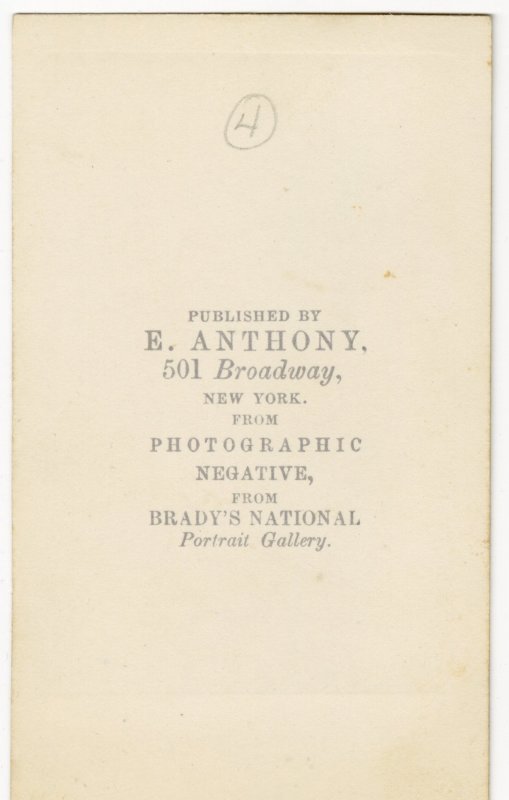 4
PUBLISHED BY
E. ANTHONY,
501 Broadway,
NEW YORK.
FROM
PHOTOGRAPHIC
NEGATIVE,
FROM
BRADY'S NATIONAL
Portrait Gallery.